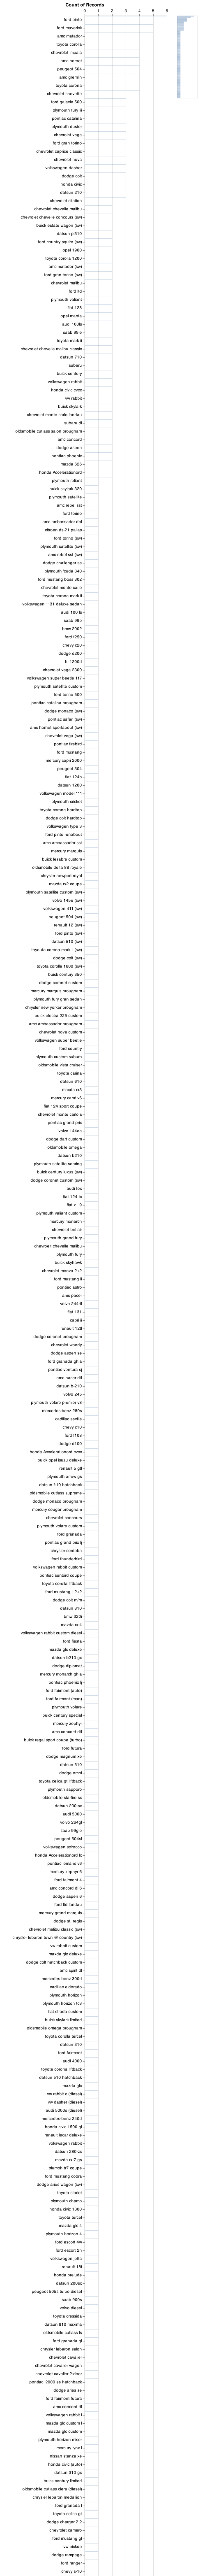 Count of Records
0 1 2 3 4 5 6
ford pinto
ford maverick
amc matador
toyota corolla
chevrolet impala
amc hornet
peugeot 504
amc gremlin
toyota corona
chevrolet chevette
ford galaxie 500
plymouth fury iii
pontiac catalina
plymouth duster
chevrolet vega
ford gran torino
chevrolet caprice classic
chevrolet nova
volkswagen dasher
dodge colt
honda civic
datsun 210
chevrolet citation
chevrolet chevelle malibu
chevrolet chevelle concours (sw)
buick estate wagon (sw)
datsun pl510
ford country squire (sw)
opel 1900
toyota corolla 1200
amc matador (sw)
ford gran torino (sw)
chevrolet malibu
ford ltd
plymouth valiant
fiat 128
opel manta
audi 100ls
saab 99le
toyota mark ii
chevrolet chevelle malibu classic
datsun 710
subaru
buick century
volkswagen rabbit
honda civic cvcc
vw rabbit
buick skylark
chevrolet monte carlo landau
subaru dl
oldsmobile cutlass salon brougham
amc concord
dodge aspen
pontiac phoenix
mazda 626
honda Accelerationord
plymouth reliant
buick skylark 320
plymouth satellite
amc rebel sst
ford torino
amc ambassador dpl
citroen ds-21 pallas
ford torino (sw)
plymouth satellite (sw)
amc rebel sst (sw)
dodge challenger se
plymouth 'cuda 340
ford mustang boss 302
chevrolet monte carlo
toyota corona mark ii
volkswagen 1131 deluxe sedan
audi 100 ls
saab 99e
bmw 2002
ford f250
chevy c20
dodge d200
hi 1200d
chevrolet vega 2300
volkswagen super beetle 117
plymouth satellite custom
ford torino 500
pontiac catalina brougham
dodge monaco (sw)
pontiac safari (sw)
amc hornet sportabout (sw)
chevrolet vega (sw)
pontiac firebird
ford mustang
mercury capri 2000
peugeot 304
fiat 124b
datsun 1200
volkswagen model 111
plymouth cricket
toyota corona hardtop
dodge colt hardtop
volkswagen type 3
ford pinto runabout
amc ambassador sst
mercury marquis
buick lesabre custom
oldsmobile delta 88 royale
chrysler newport royal
mazda rx2 coupe
plymouth satellite custom (sw)
volvo 145e (sw)
volkswagen 411 (sw)
peugeot 504 (sw)
renault 12 (sw)
ford pinto (sw)
datsun 510 (sw)
toyouta corona mark ii (sw)
dodge colt (sw)
toyota corolla 1600 (sw)
buick century 350
dodge coronet custom
mercury marquis brougham
plymouth fury gran sedan
chrysler new yorker brougham
buick electra 225 custom
amc ambassador brougham
chevrolet nova custom
volkswagen super beetle
ford country
plymouth custom suburb
oldsmobile vista cruiser
toyota carina
datsun 610
maxda rx3
mercury capri v6
fiat 124 sport coupe
chevrolet monte carlo s
pontiac grand prix
volvo 144ea
dodge dart custom
oldsmobile omega
datsun b210
plymouth satellite sebring
buick century luxus (sw)
dodge coronet custom (sw)
audi fox
fiat 124 tc
fiat x1.9
plymouth valiant custom
mercury monarch
chevrolet bel air
plymouth grand fury
chevroelt chevelle malibu
plymouth fury
buick skyhawk
chevrolet monza 2+2
ford mustang ii
pontiac astro
amc pacer
volvo 244dl
fiat 131
capri ii
renault 12tl
dodge coronet brougham
chevrolet woody
dodge aspen se
ford granada ghia
pontiac ventura sj
amc pacer d/l
datsun b-210
volvo 245
plymouth volare premier v8
mercedes-benz 280s
cadillac seville
chevy c10
ford f108
dodge d100
honda Accelerationord cvcc
buick opel isuzu deluxe
renault 5 gtl
plymouth arrow gs
datsun f-10 hatchback
oldsmobile cutlass supreme
dodge monaco brougham
mercury cougar brougham
chevrolet concours
plymouth volare custom
ford granada
pontiac grand prix lj
chrysler cordoba
ford thunderbird
volkswagen rabbit custom
pontiac sunbird coupe
toyota corolla liftback
ford mustang ii 2+2
dodge colt m/m
datsun 810
bmw 320i
mazda rx-4
volkswagen rabbit custom diesel
ford fiesta
mazda glc deluxe
datsun b210 gx
dodge diplomat
mercury monarch ghia
pontiac phoenix lj
ford fairmont (auto)
ford fairmont (man)
plymouth volare
buick century special
mercury zephyr
amc concord d/l
buick regal sport coupe (turbo)
ford futura
dodge magnum xe
datsun 510
dodge omni
toyota celica gt liftback
plymouth sapporo
oldsmobile starfire sx
datsun 200-sx
audi 5000
volvo 264gl
saab 99gle
peugeot 604sl
volkswagen scirocco
honda Accelerationord lx
pontiac lemans v6
mercury zephyr 6
ford fairmont 4
amc concord dl 6
dodge aspen 6
ford ltd landau
mercury grand marquis
dodge st. regis
chevrolet malibu classic (sw)
chrysler lebaron town @ country (sw)
vw rabbit custom
maxda glc deluxe
dodge colt hatchback custom
amc spirit dl
mercedes benz 300d
cadillac eldorado
plymouth horizon
plymouth horizon tc3
fiat strada custom
buick skylark limited
oldsmobile omega brougham
toyota corolla tercel
datsun 310
ford fairmont
audi 4000
toyota corona liftback
datsun 510 hatchback
mazda glc
vw rabbit c (diesel)
vw dasher (diesel)
audi 5000s (diesel)
mercedes-benz 240d
honda civic 1500 gl
renault lecar deluxe
vokswagen rabbit
datsun 280-zx
mazda rx-7 gs
triumph tr7 coupe
ford mustang cobra
dodge aries wagon (sw)
toyota starlet
plymouth champ
honda civic 1300
toyota tercel
mazda glc 4
plymouth horizon 4
ford escort 4w
ford escort 2h
volkswagen jetta
renault 18i
honda prelude
datsun 200sx
peugeot 505s turbo diesel
saab 900s
volvo diesel
toyota cressida
datsun 810 maxima
oldsmobile cutlass ls
ford granada gl
chrysler lebaron salon
chevrolet cavalier
chevrolet cavalier wagon
chevrolet cavalier 2-door
pontiac j2000 se hatchback
dodge aries se
ford fairmont futura
amc concord dl
volkswagen rabbit l
mazda glc custom l
mazda glc custom
plymouth horizon miser
mercury lynx l
nissan stanza xe
honda civic (auto)
datsun 310 gx
buick century limited
oldsmobile cutlass ciera (diesel)
chrysler lebaron medallion
ford granada l
toyota celica gt
dodge charger 2.2
chevrolet camaro
ford mustang gl
vw pickup
dodge rampage
ford ranger
chevy s-10